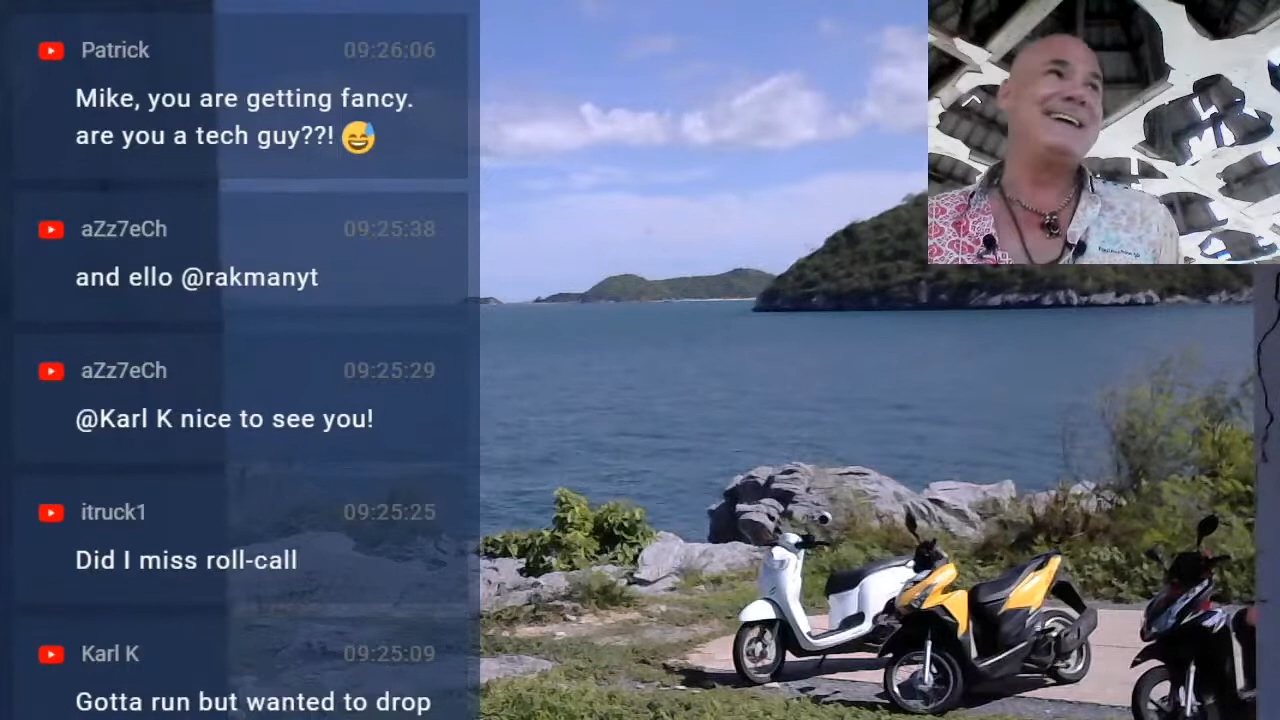 Patrick 09:26:06
Mike, you are getting fancy.
are you a tech guy??! 😅
aZz7eCh 09:25:38
and ello @rakmanyt
aZz7eCh 09:25:29
@Karl K nice to see you!
itruck1 09:25:25
Did I miss roll-call
Karl K 09:25:09
Gotta run but wanted to drop